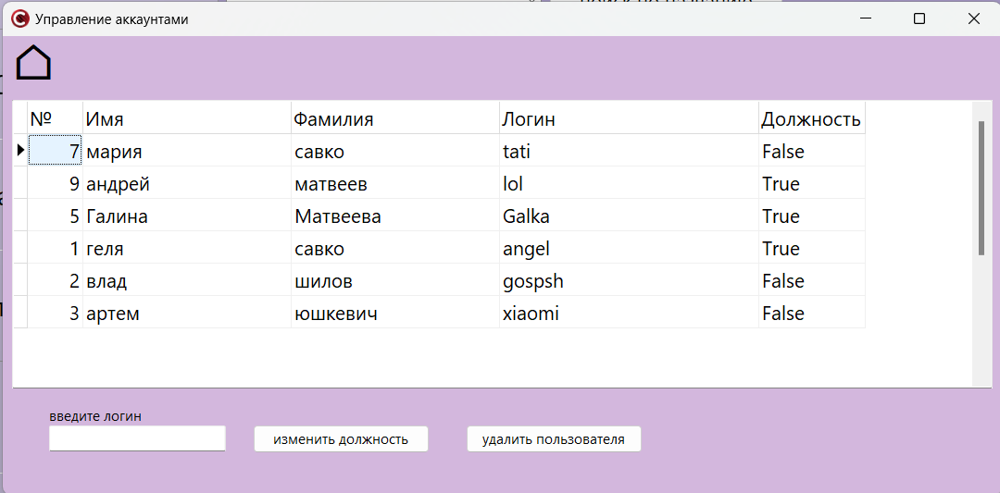 Управление аккаунтами
№ Имя Фамилия Логин Должность
7 мария савко tati False
9 андрей матвеев lol True
5 Галина Матвеева Galka True
1 геля савко angel True
2 влад шилов gospsh False
3 артем юшкевич xiaomi False
введите логин
изменить должность удалить пользователя